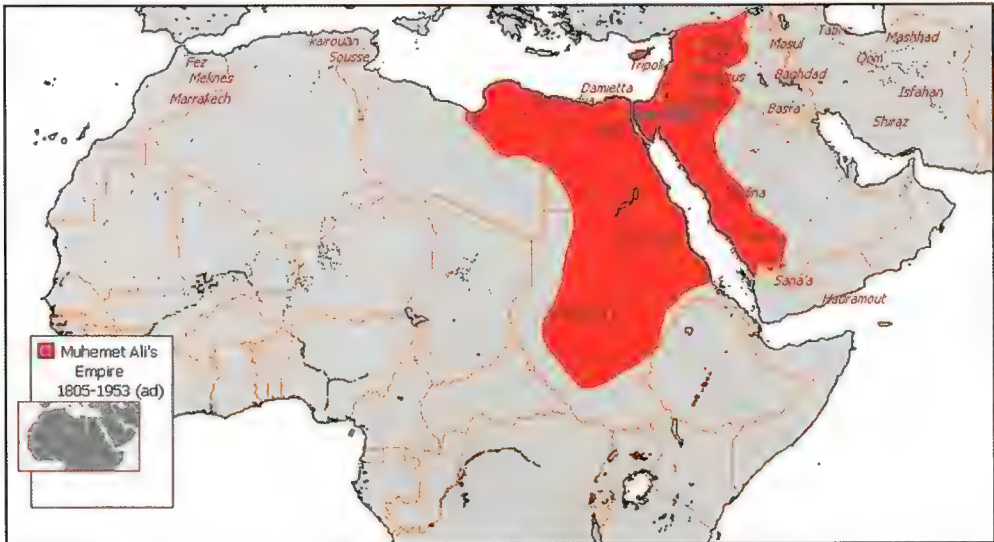 Kairouan
Sousse
Fez
Meknes
Marrakech
Tripoli
Damietta
Mosul
Mashhad
Qom
Baghdad
Isfahan
Basra
Shiraz
Sana'a
Hadramout
Muhemet Ali's
Empire
1805-1953 (ad)